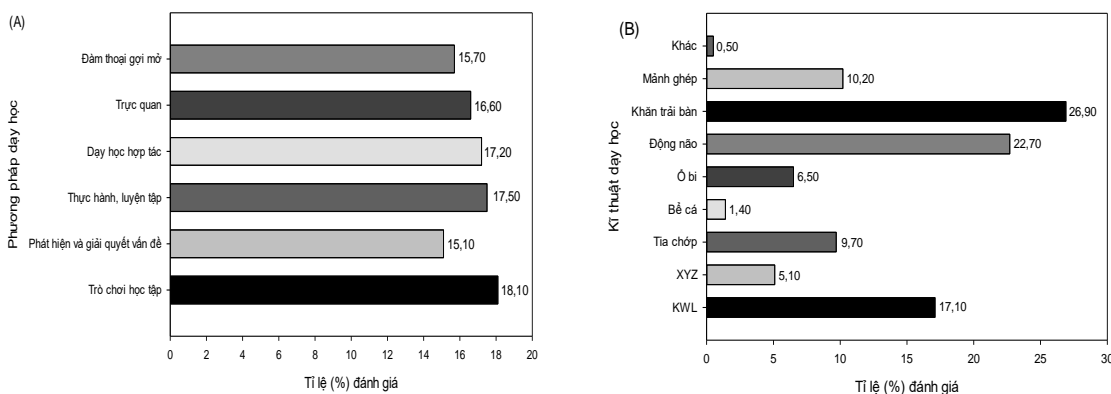 (A)
Phương pháp dạy học
Đàm thoại gợi mở
15,70
Trực quan
16,60
Dạy học hợp tác
17,20
Thực hành, luyện tập
17,50
Phát hiện và giải quyết vấn đề
15,10
Trò chơi học tập
18,10
0 2 4 6 8 10 12 14 16 18 20
Tỉ lệ (%) đánh giá
(B)
Kĩ thuật dạy học
Khác
0,50
Mảnh ghép
10,20
Khăn trải bàn
26,90
Động não
22,70
Ổ bi
6,50
Bể cá
1,40
Tia chớp
9,70
XYZ
5,10
KWL
17,10
0 5 10 15 20 25 30
Tỉ lệ (%) đánh giá